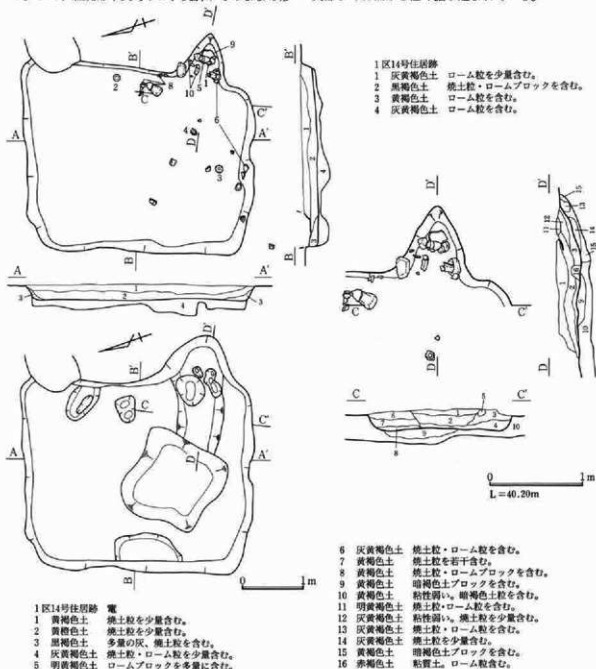 1区14号住居跡
1 灰黄褐色土 ローム粒を少量含む。
2 黒褐色土 焼土粒・ロームブロックを含む。
3 黄褐色土 ローム粒を含む。
4 灰黄褐色土 ローム粒を含む。
L=40.20m
0 1m
0 1m
1区14号住居跡 竃
1 黄褐色土 焼土粒を少量含む。
2 黄橙色土 焼土粒を少量含む。
3 黒褐色土 多量の灰、焼土粒を含む。
4 灰黄褐色土 焼土粒・ローム粒を少量含む。
5 明黄褐色土 ロームブロックを多量に含む。
6 灰黄褐色土 焼土粒・ローム粒を含む。
7 黄褐色土 焼土粒を若干含む。
8 黄褐色土 焼土粒・ロームブロックを含む。
9 黄褐色土 暗褐色土ブロックを含む。
10 黄褐色土 粘性弱い。暗褐色土粒を含む。
11 明黄褐色土 焼土粒・ローム粒を含む。
12 灰黄褐色土 粘性弱い。焼土粒を少量含む。
13 灰黄褐色土 焼土粒・ローム粒を含む。
14 灰黄褐色土 焼土粒を少量含む。
15 黄褐色土 暗褐色土ブロックを含む。
16 赤褐色土 粘質土。ローム粒含む。